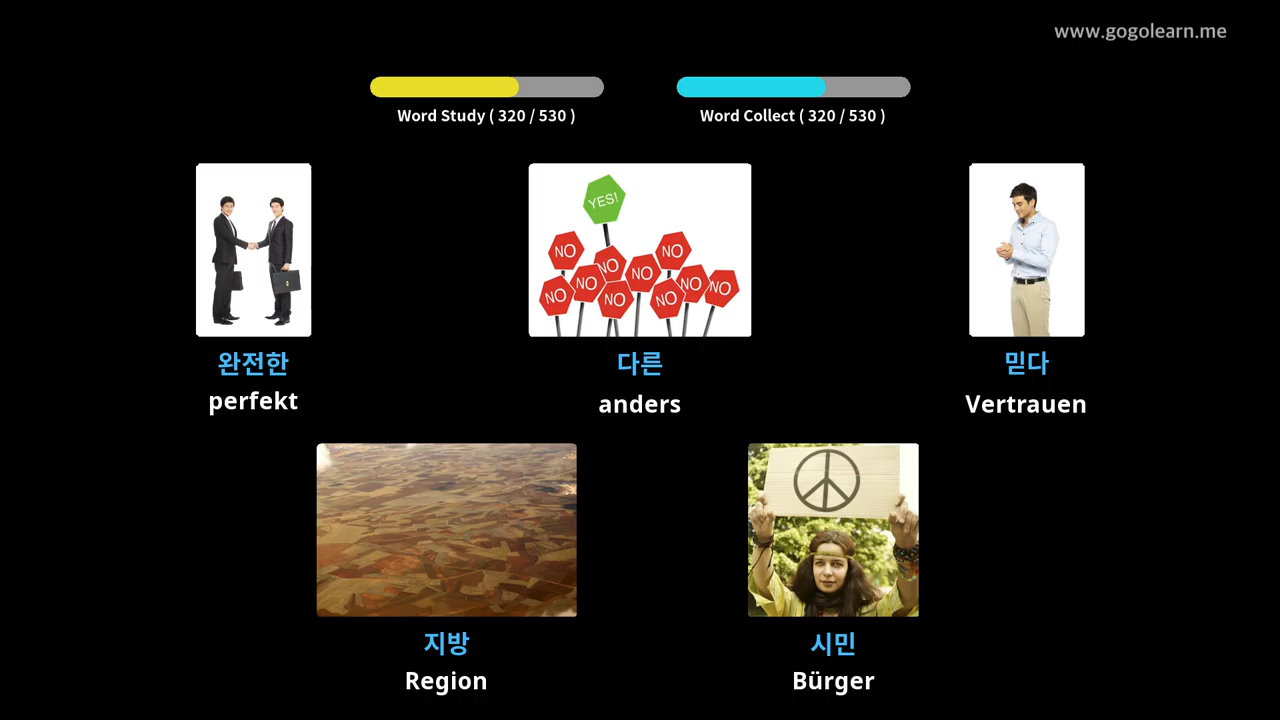 www.gogolearn.me
Word Study ( 320 / 530 )
Word Collect ( 320 / 530 )
YES!
NO
NO
NO
NO
NO
NO
NO
NO
NO
NO
완전한
다른
믿다
perfekt
anders
Vertrauen
지방
시민
Region
Bürger